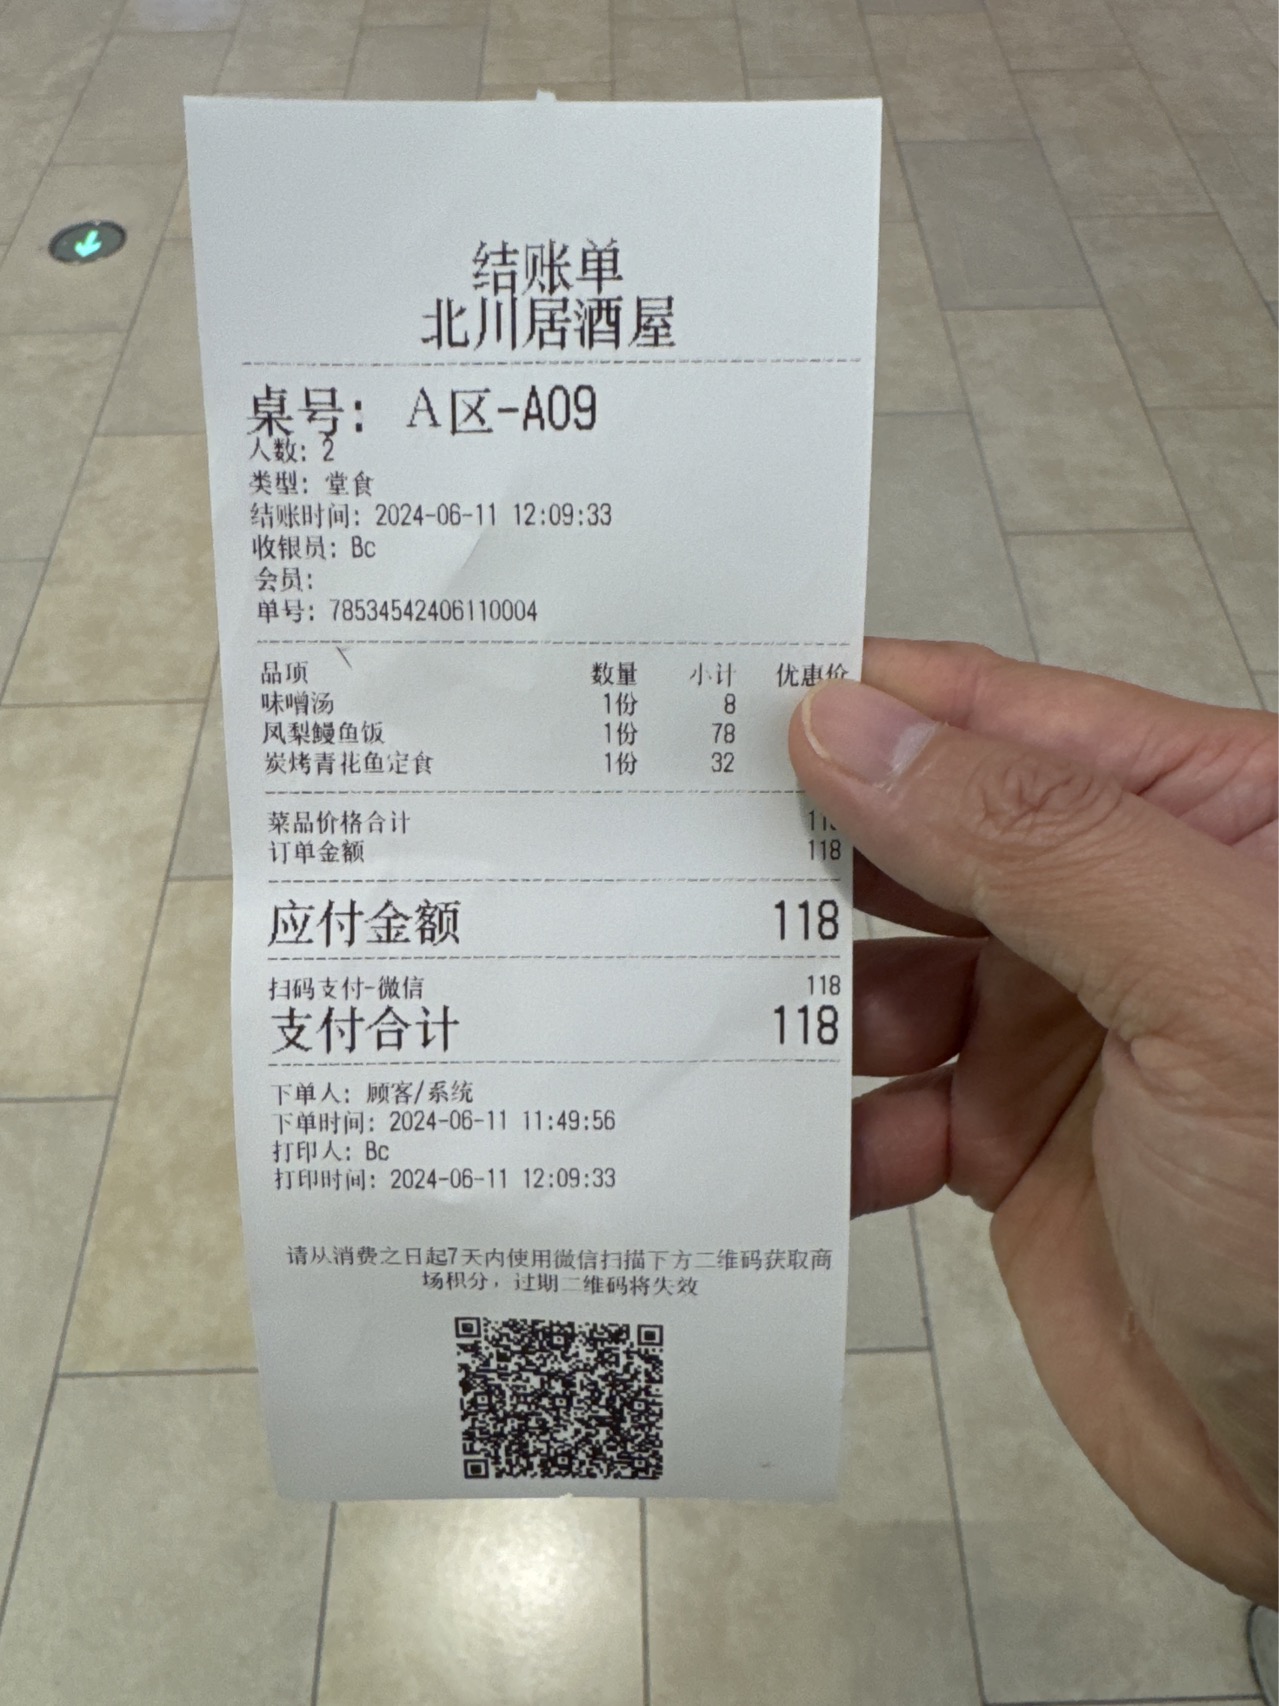 结账单
北川居酒屋
桌号: A区-A09
人数: 2
类型: 堂食
结账时间: 2024-06-11 12:09:33
收银员: Bc
会员:
单号: 78534542406110004
品项 数量 小计 优惠价
味噌汤 1份 8
凤梨鳗鱼饭 1份 78
炭烤青花鱼定食 1份 32
菜品价格合计
订单金额 118
应付金额 118
扫码支付-微信 118
支付合计 118
下单人: 顾客/系统
下单时间: 2024-06-11 11:49:56
打印人: Bc
打印时间: 2024-06-11 12:09:33
请从消费之日起7天内使用微信扫描下方二维码获取商
场积分，过期二维码将失效